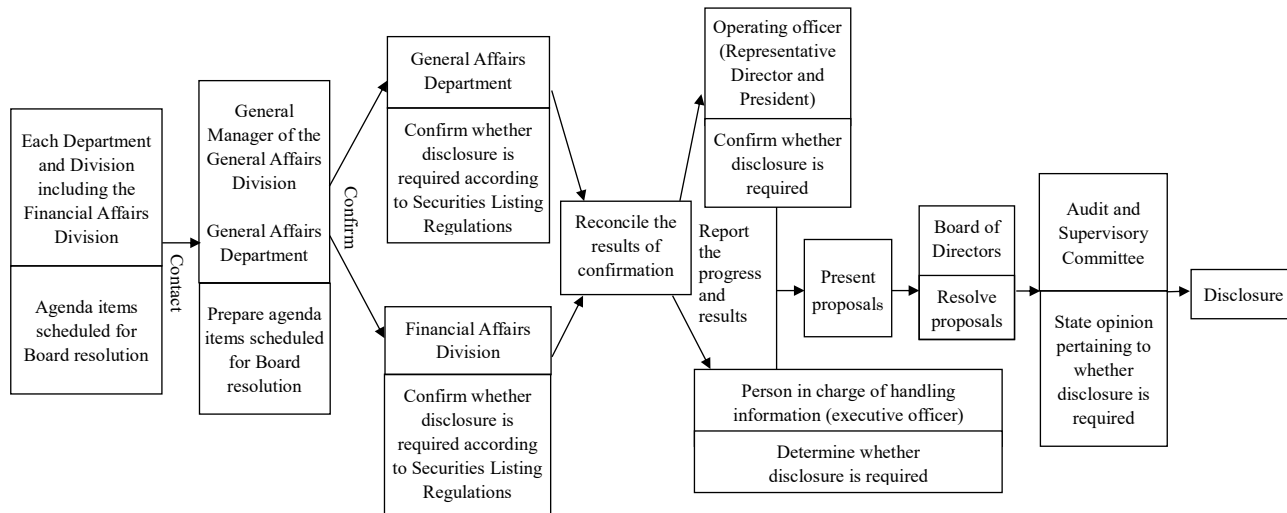 Each Department
and Division
including the
Financial Affairs
Division
Agenda items
scheduled for
Board resolution
Contact
General
Manager of the
General Affairs
Division
General Affairs
Department
Prepare agenda
items scheduled
for Board
resolution
Confirm
General Affairs
Department
Confirm whether
disclosure is
required according
to Securities Listing
Regulations
Financial Affairs
Division
Confirm whether
disclosure is
required according
to Securities Listing
Regulations
Reconcile the
results of
confirmation
Report
the
progress
and
results
Operating officer
(Representative
Director and
President)
Confirm whether
disclosure is
required
Person in charge of handling
information (executive officer)
Determine whether
disclosure is required
Present
proposals
Board of
Directors
Resolve
proposals
Audit and
Supervisory
Committee
State opinion
pertaining to
whether
disclosure is
required
Disclosure